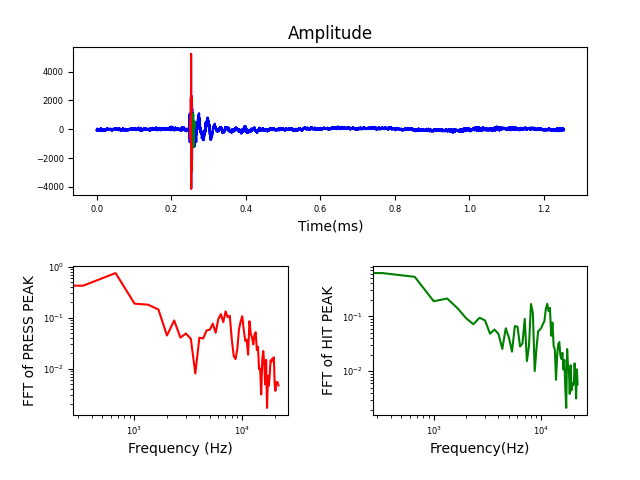 Amplitude
4000
2000
0
−2000
−4000
0.0 0.2 0.4 0.6 0.8 1.0 1.2
Time(ms)
FFT of PRESS PEAK
10⁰
10⁻¹
10⁻²
10³ 10⁴
Frequency (Hz)
FFT of HIT PEAK
10⁻¹
10⁻²
10³ 10⁴
Frequency(Hz)